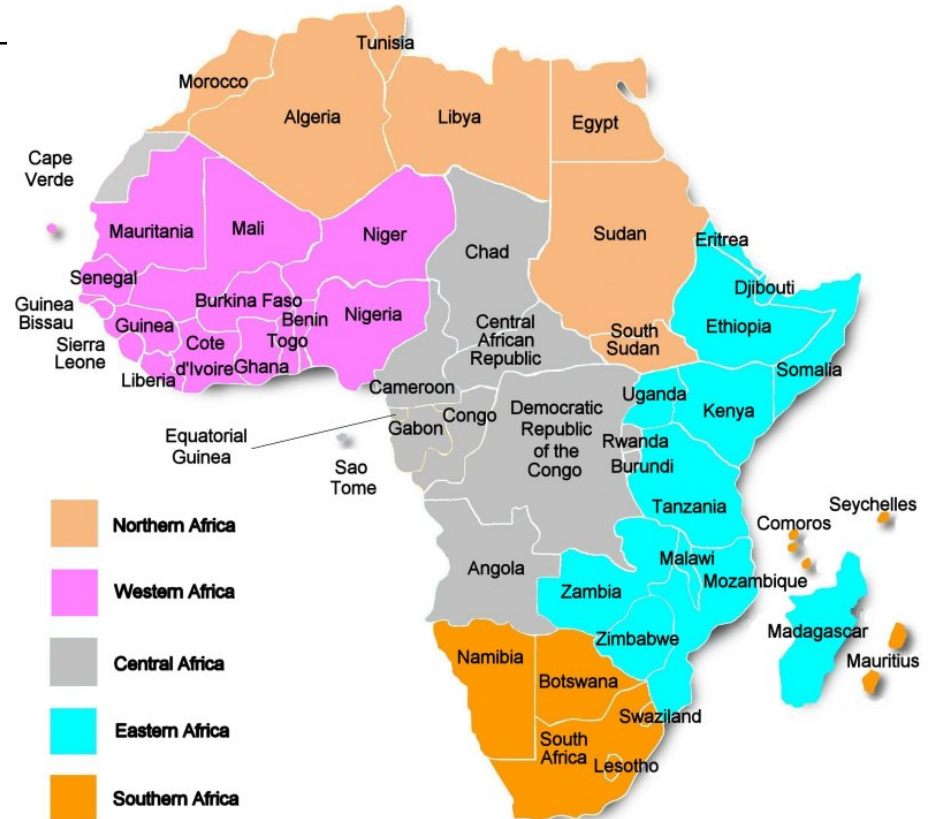 Tunisia
Morocco
Algeria
Libya
Egypt
Cape
Verde
Mauritania
Mali
Niger
Chad
Sudan
Eritrea
Senegal
Djibouti
Guinea
Bissau
Burkina Faso
Benin
Nigeria
Ethiopia
Guinea
Togo
Central
African
Republic
South
Sudan
Sierra
Leone
Cote
d'Ivoire
Ghana
Liberia
Somalia
Cameroon
Uganda
Kenya
Equatorial
Guinea
Gabon
Congo
Democratic
Republic
of the
Congo
Rwanda
Burundi
Sao
Tome
Tanzania
Seychelles
Comoros
Northern Africa
Angola
Malawi
Mozambique
Zambia
Western Africa
Zimbabwe
Madagascar
Mauritius
Central Africa
Namibia
Botswana
Swaziland
Eastern Africa
South
Africa
Lesotho
Southern Africa